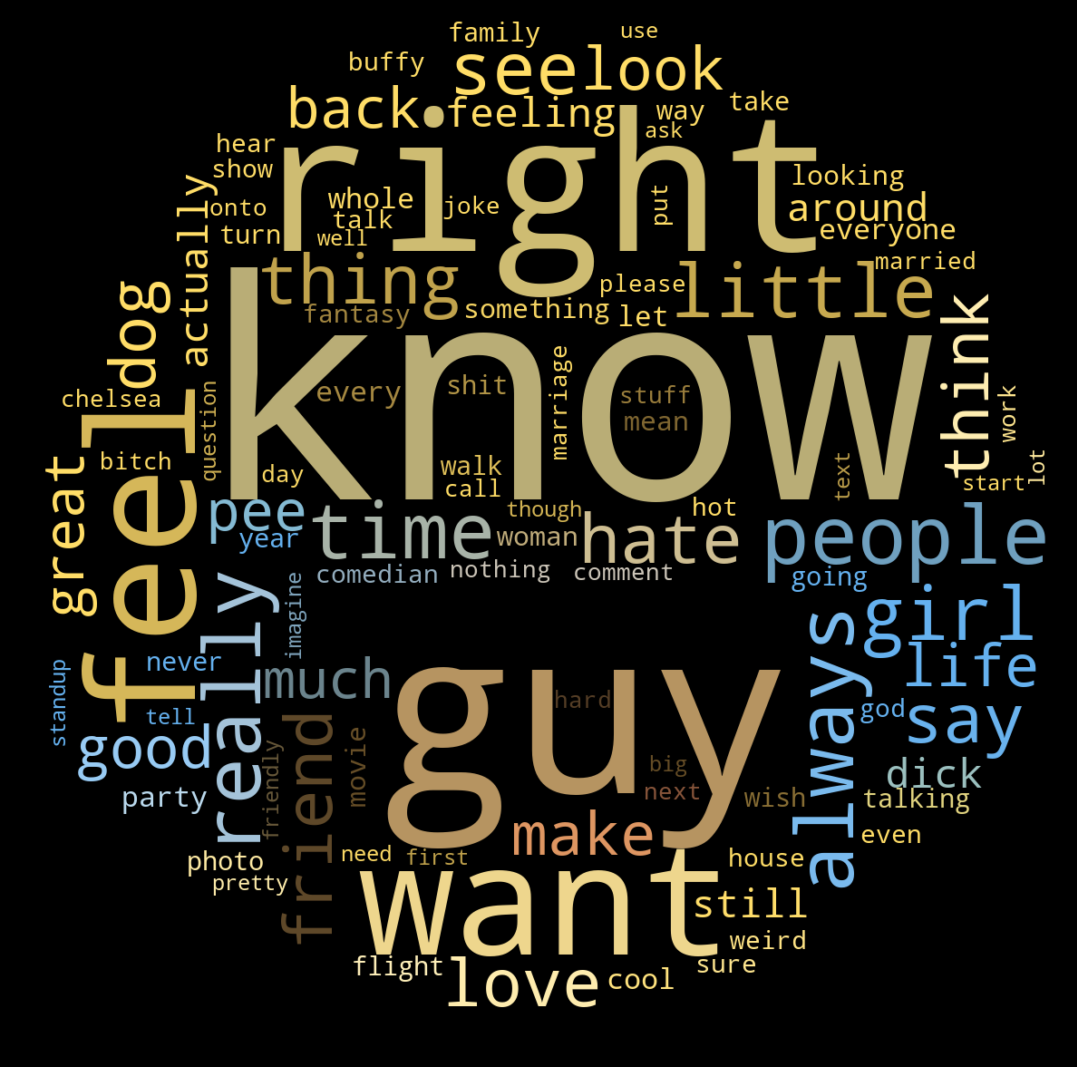 family use
buffy see look
back feeling way take
ask
hear right
show whole joke put looking
onto talk around
turn well everyone
actually thing please little married
dog fantasy something let
know think
chelsea every shit marriage stuff work
feel question mean
great bitch day walk text lot
call start
pee time though hate hot people
year woman
comedian nothing comment going
really imagine always girl
never much guy life
standup tell hard god say
good friend friendly movie big dick
party next wish talking
make even
photo need first house
pretty want still
weird
flight love cool sure